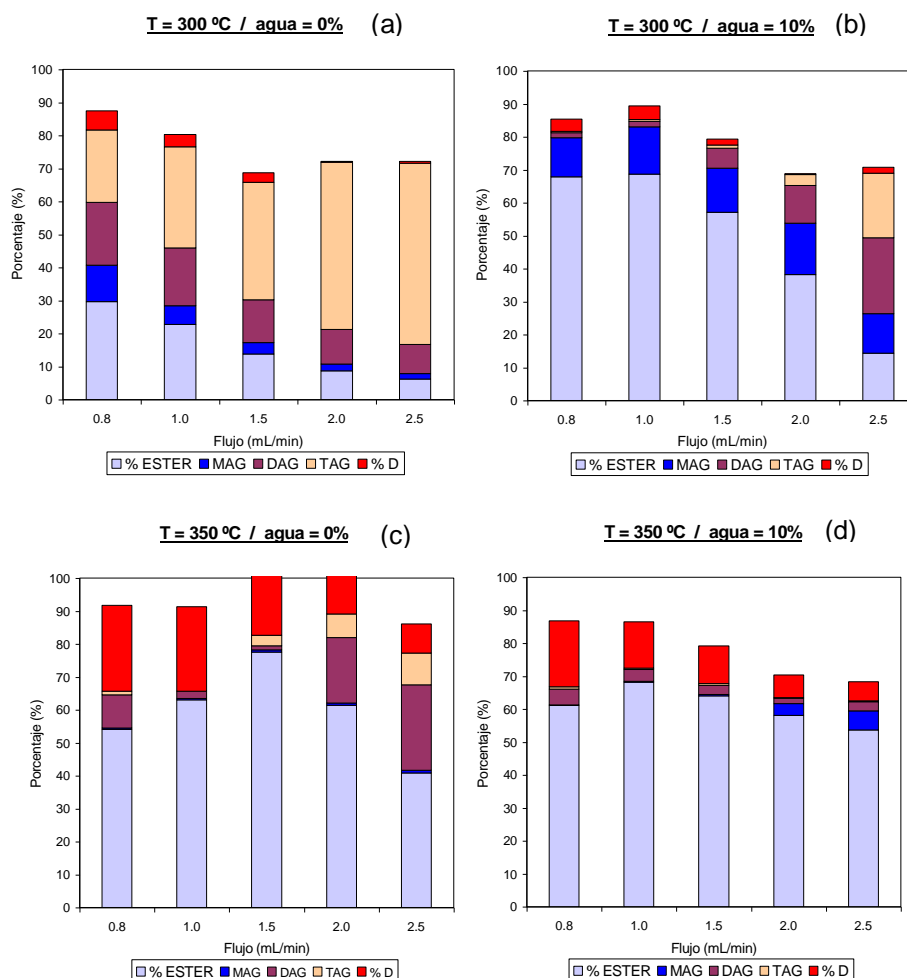 T = 300 ºC / agua = 0% (a)
100
90
80
70
60
50
40
30
20
10
0
Porcentaje (%)
0.8 1.0 1.5 2.0 2.5
Flujo (mL/min)
% ESTER MAG DAG TAG % D
T = 300 ºC / agua = 10% (b)
100
90
80
70
60
50
40
30
20
10
0
Porcentaje (%)
0.8 1.0 1.5 2.0 2.5
Flujo (mL/min)
% ESTER MAG DAG TAG % D
T = 350 ºC / agua = 0% (c)
100
90
80
70
60
50
40
30
20
10
0
Porcentaje (%)
0.8 1.0 1.5 2.0 2.5
Flujo (mL/min)
% ESTER MAG DAG TAG % D
T = 350 ºC / agua = 10% (d)
100
90
80
70
60
50
40
30
20
10
0
Porcentaje (%)
0.8 1.0 1.5 2.0 2.5
Flujo (mL/min)
% ESTER MAG DAG TAG % D